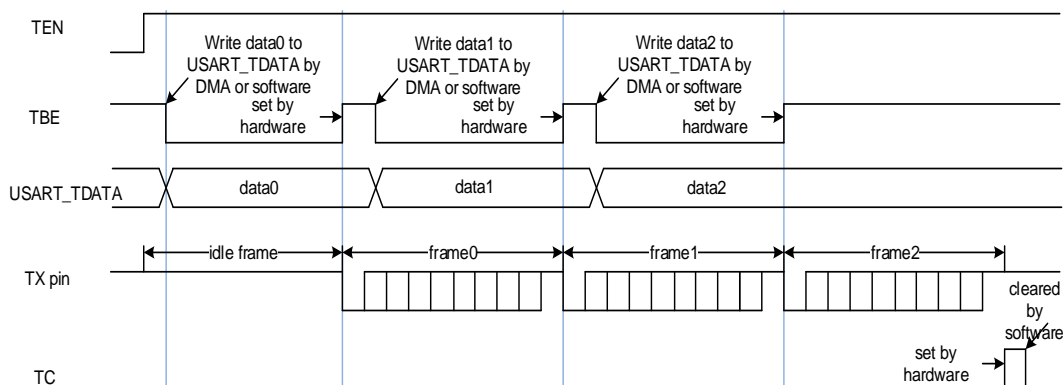 TEN
Write data0 to
USART_TDATA by
DMA or software
Write data1 to
USART_TDATA by
DMA or software
Write data2 to
USART_TDATA by
DMA or software
TBE
set by
hardware
set by
hardware
set by
hardware
USART_TDATA
data0
data1
data2
idle frame
frame0
frame1
frame2
TX pin
cleared
by
software
set by
hardware
TC